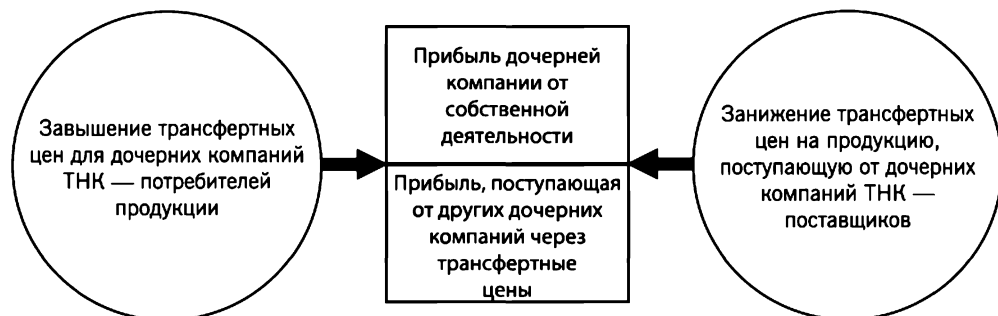 Завышение трансфертных
цен для дочерних компаний
ТНК — потребителей
продукции
Прибыль дочерней
компании от
собственной
деятельности
Прибыль, поступающая
от других дочерних
компаний через
трансфертные
цены
Занижение трансфертных
цен на продукцию,
поступающую от дочерних
компаний ТНК —
поставщиков